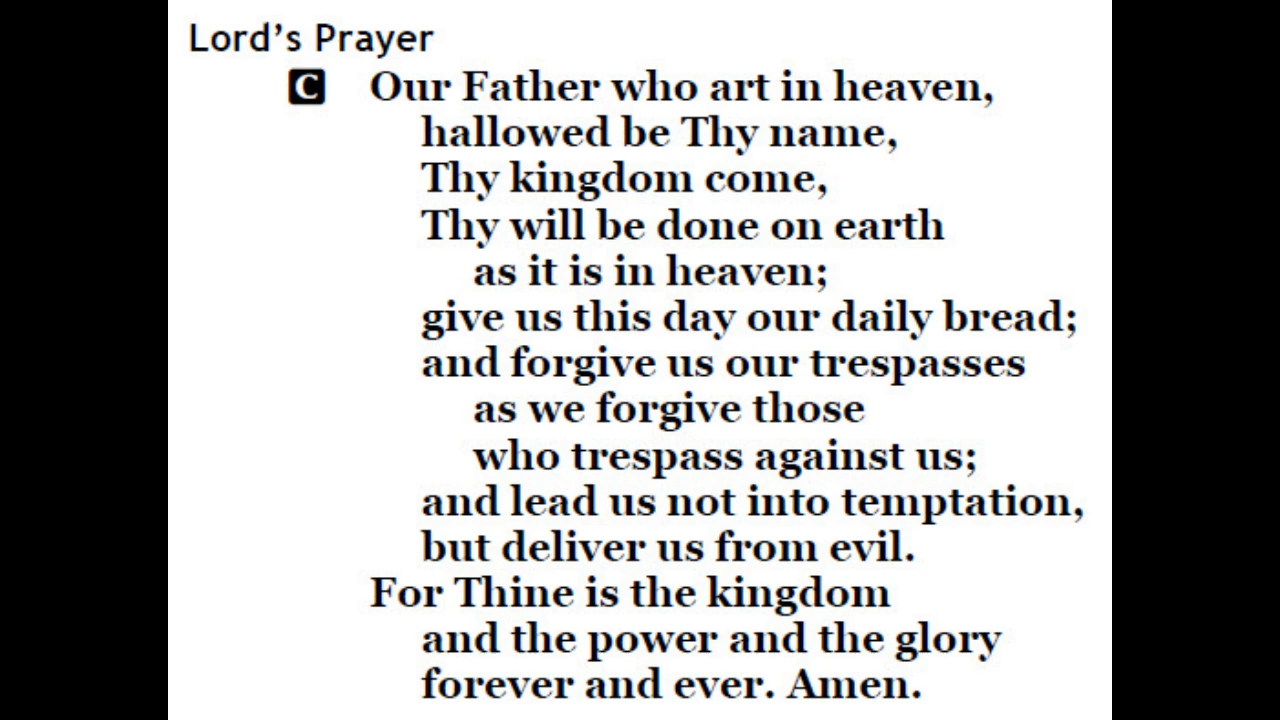 Lord's Prayer
C Our Father who art in heaven,
hallowed be Thy name,
Thy kingdom come,
Thy will be done on earth
as it is in heaven;
give us this day our daily bread;
and forgive us our trespasses
as we forgive those
who trespass against us;
and lead us not into temptation,
but deliver us from evil.
For Thine is the kingdom
and the power and the glory
forever and ever. Amen.